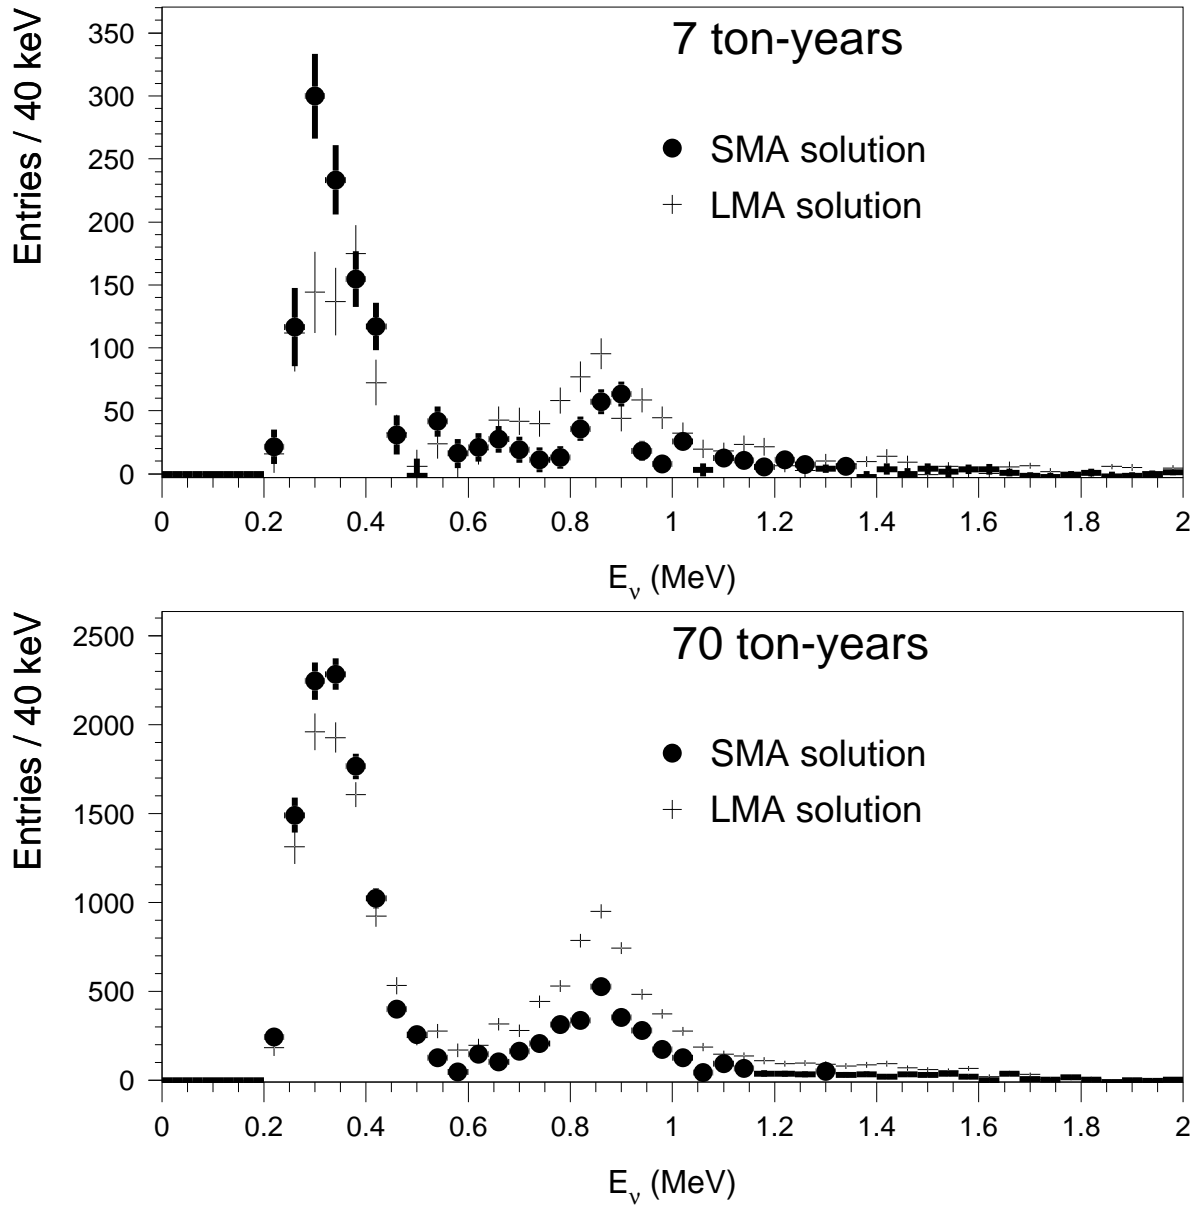 7 ton-years
Entries / 40 keV
350
300
250
200
150
100
50
0
SMA solution
LMA solution
0 0.2 0.4 0.6 0.8 1 1.2 1.4 1.6 1.8 2
E_ν (MeV)
70 ton-years
Entries / 40 keV
2500
2000
1500
1000
500
0
SMA solution
LMA solution
0 0.2 0.4 0.6 0.8 1 1.2 1.4 1.6 1.8 2
E_ν (MeV)